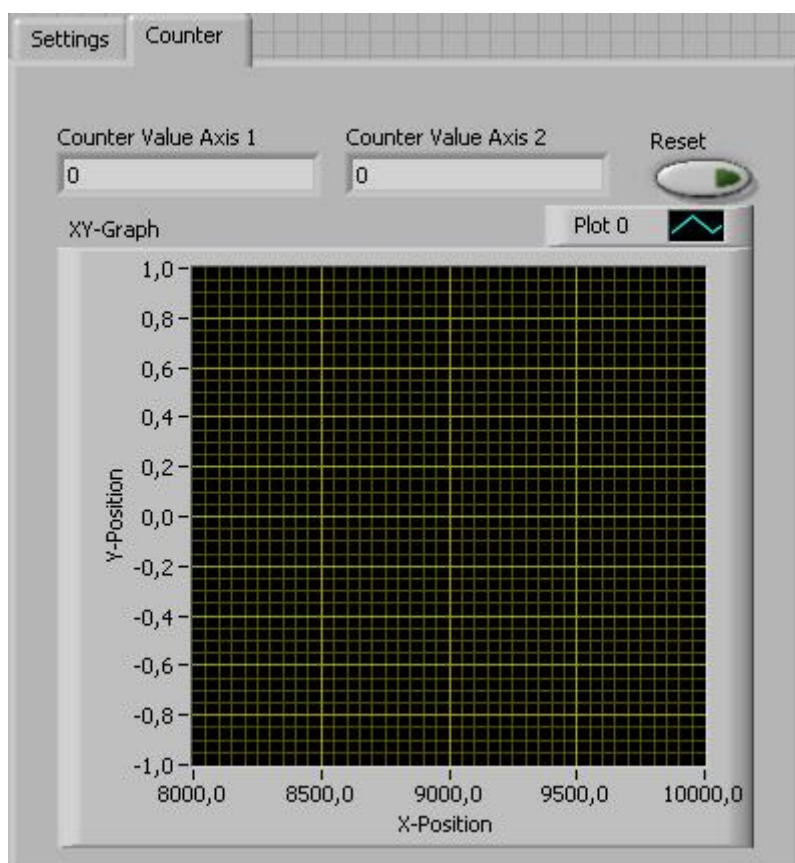 Settings Counter
Counter Value Axis 1 Counter Value Axis 2 Reset
0 0
XY-Graph Plot 0
1,0
0,8
0,6
0,4
0,2
0,0
-0,2
-0,4
-0,6
-0,8
-1,0
Y-Position
8000,0 8500,0 9000,0 9500,0 10000,0
X-Position